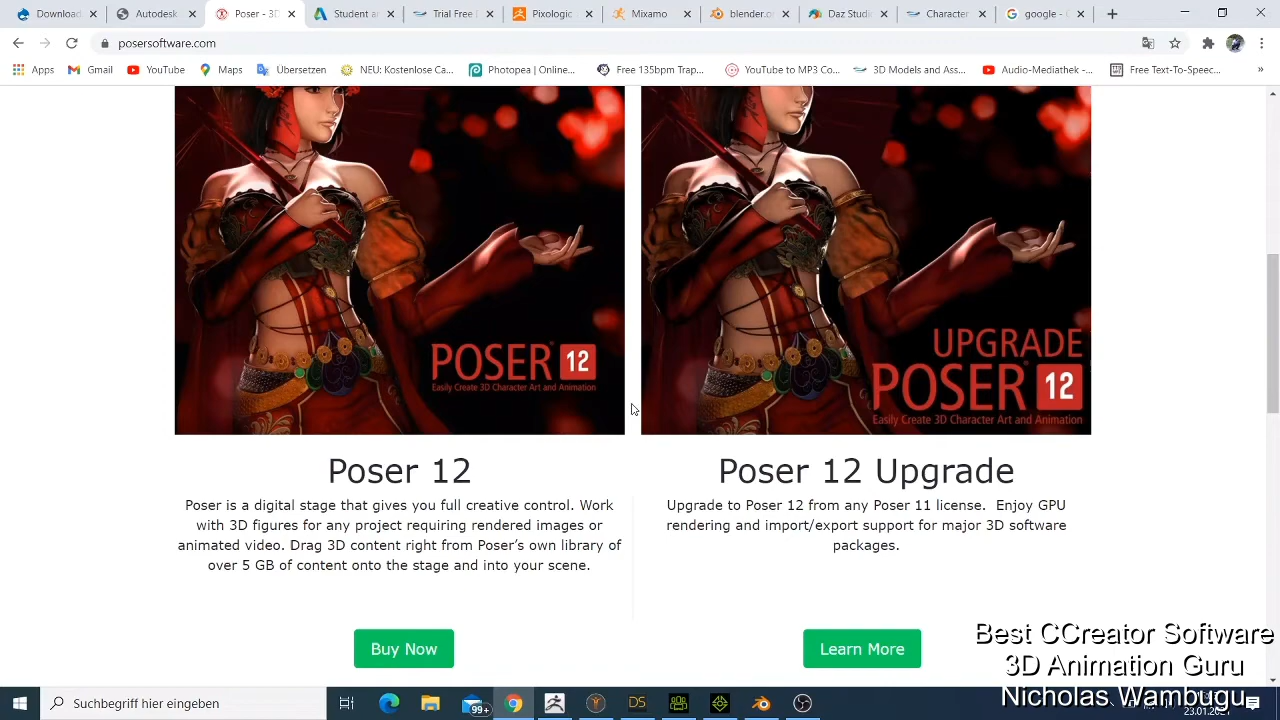 Download
Autodesk
Poser - 3D
Student ar
Trial Free D
Pixologic
Mixamo
blender.or
Daz Studi
Character
google - G
posersoftware.com
Apps
Gmail
YouTube
Maps
Übersetzen
NEU: Kostenlose Ca...
Photopea | Online...
Free 135bpm Trap...
YouTube to MP3 Co...
3D Models and Ass...
Audio-Mediathek -...
Free Text-To-Speec...
POSER 12
Easily Create 3D Character Art and Animation
UPGRADE
POSER 12
Easily Create 3D Character Art and Animation
Poser 12
Poser is a digital stage that gives you full creative control. Work
with 3D figures for any project requiring rendered images or
animated video. Drag 3D content right from Poser's own library of
over 5 GB of content onto the stage and into your scene.
Buy Now
Poser 12 Upgrade
Upgrade to Poser 12 from any Poser 11 license. Enjoy GPU
rendering and import/export support for major 3D software
packages.
Learn More
Best CCreator Software
3D Animation Guru
Nicholas Wambugu
Suchbegriff hier eingeben
99+
DS